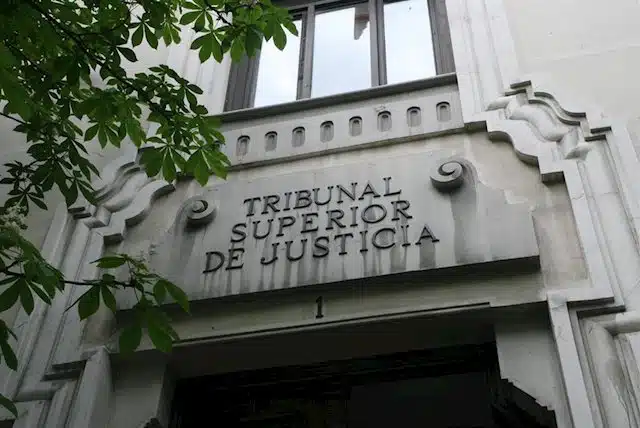 TRIBUNAL
SUPERIOR
DE JUSTICIA
1